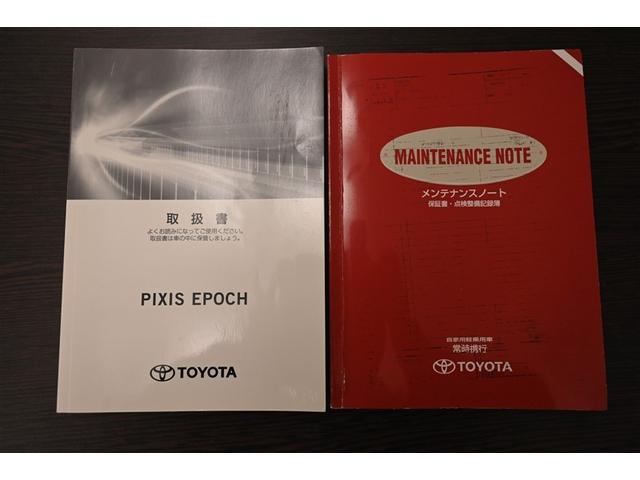 取扱書
よくお読みになってご使用ください。
取扱書は車の中に保管しましょう。
PIXIS EPOCH
TOYOTA
MAINTENANCE NOTE
メンテナンスノート
保証書・点検整備記録簿
自家用軽乗用車
常時携行
TOYOTA